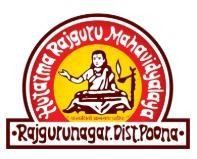 Hutatma Rajguru Mahavidyalaya
• Rajgurunagar. Dist. Poona •